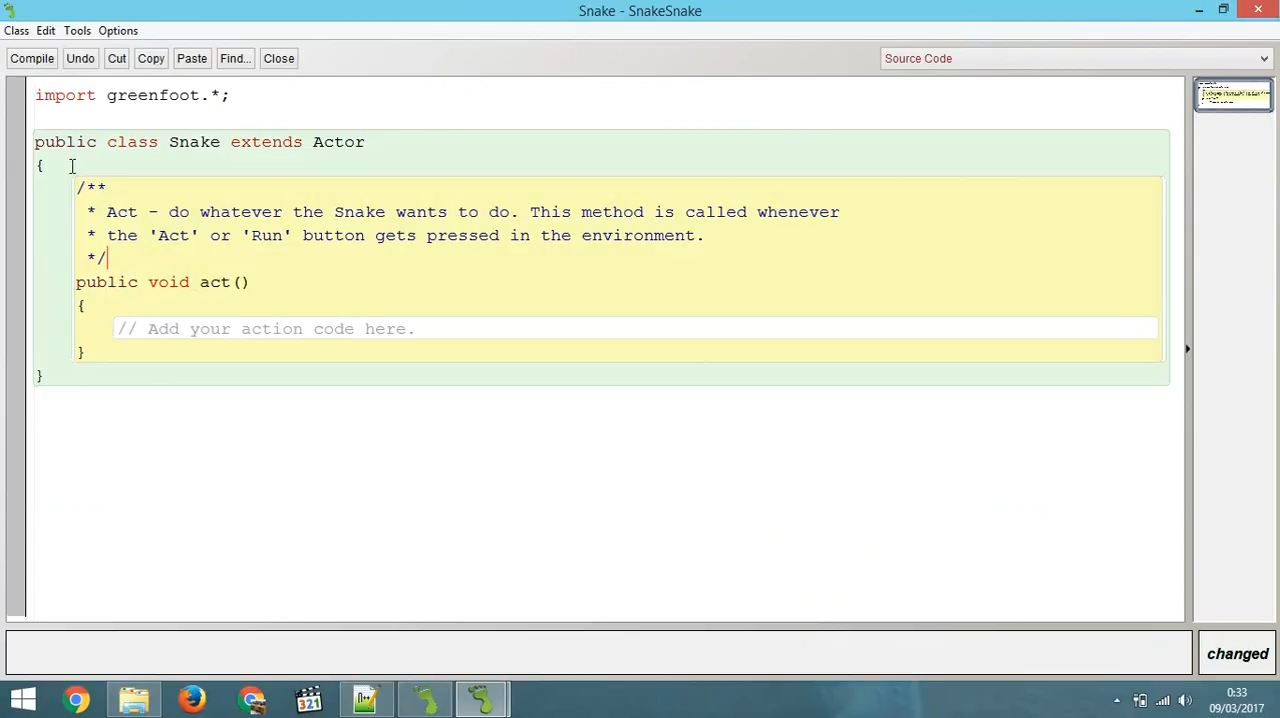 Snake - SnakeSnake
Class Edit Tools Options
Compile Undo Cut Copy Paste Find... Close Source Code
import greenfoot.*;
public class Snake extends Actor
{
/**
* Act - do whatever the Snake wants to do. This method is called whenever
* the 'Act' or 'Run' button gets pressed in the environment.
*/
public void act()
{
// Add your action code here.
}
}
changed
321
0:33
09/03/2017